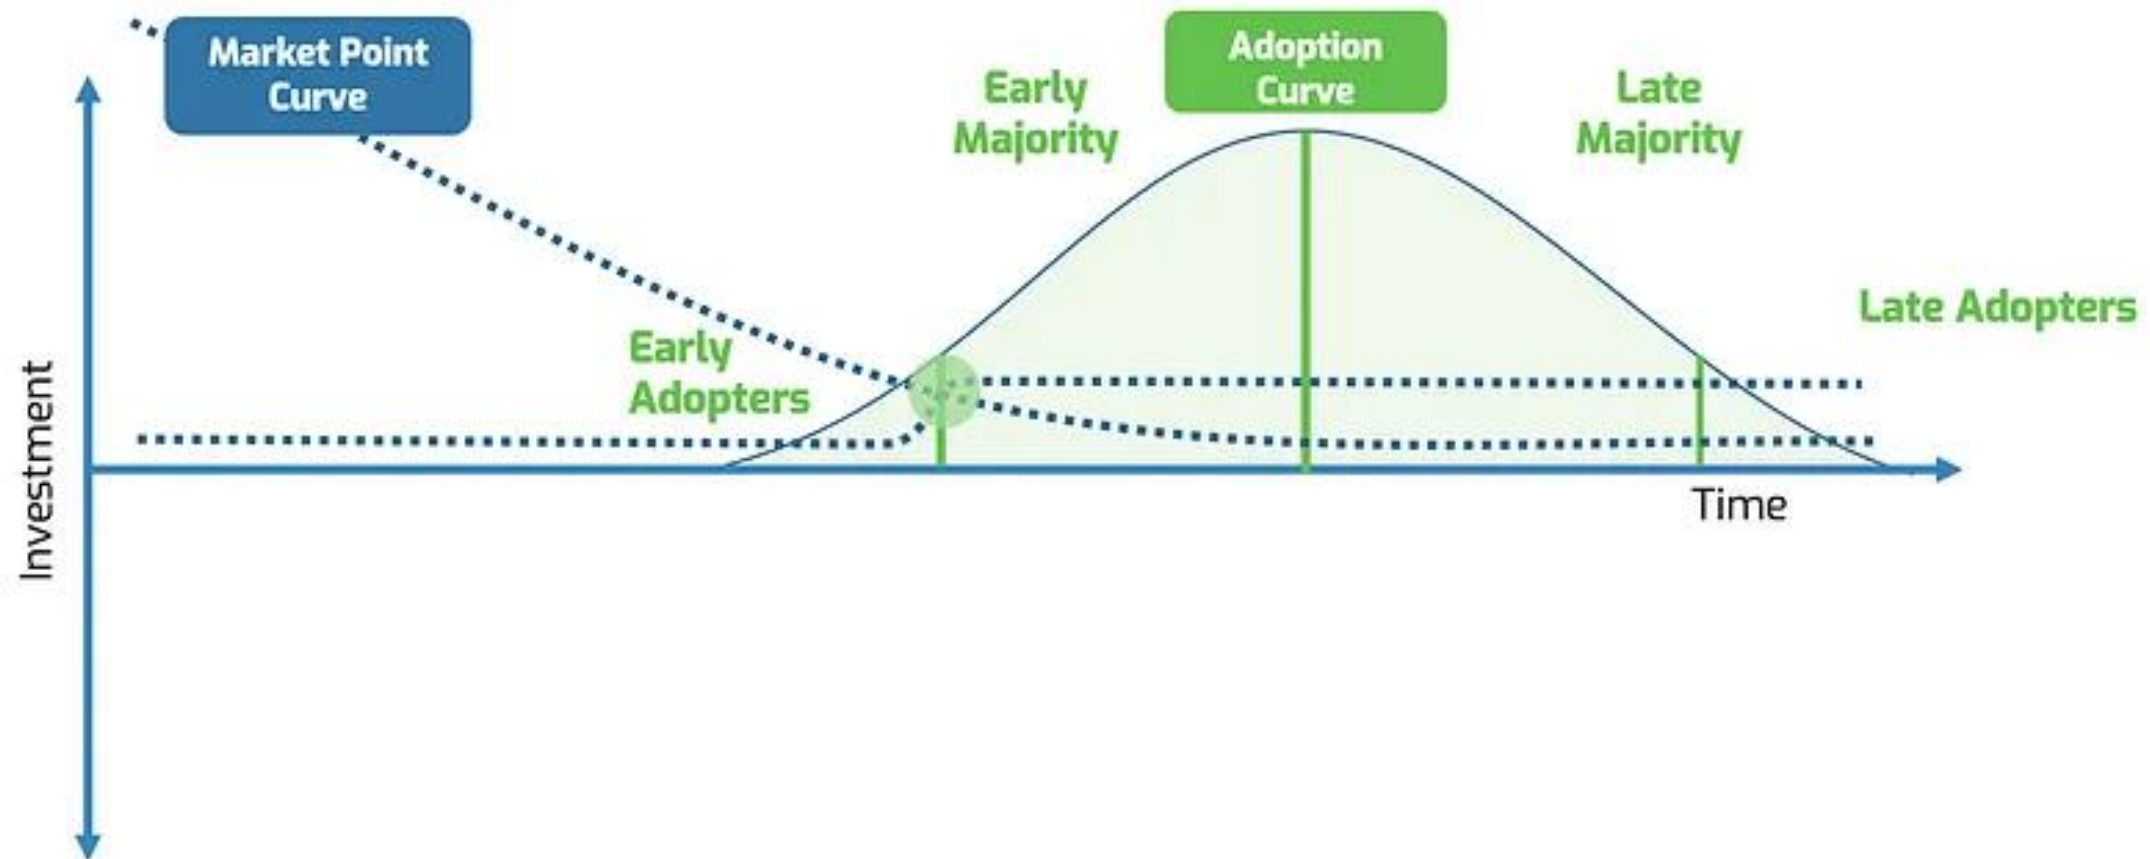 Market Point
Curve
Adoption
Curve
Early
Majority
Late
Majority
Late Adopters
Early
Adopters
Investment
Time